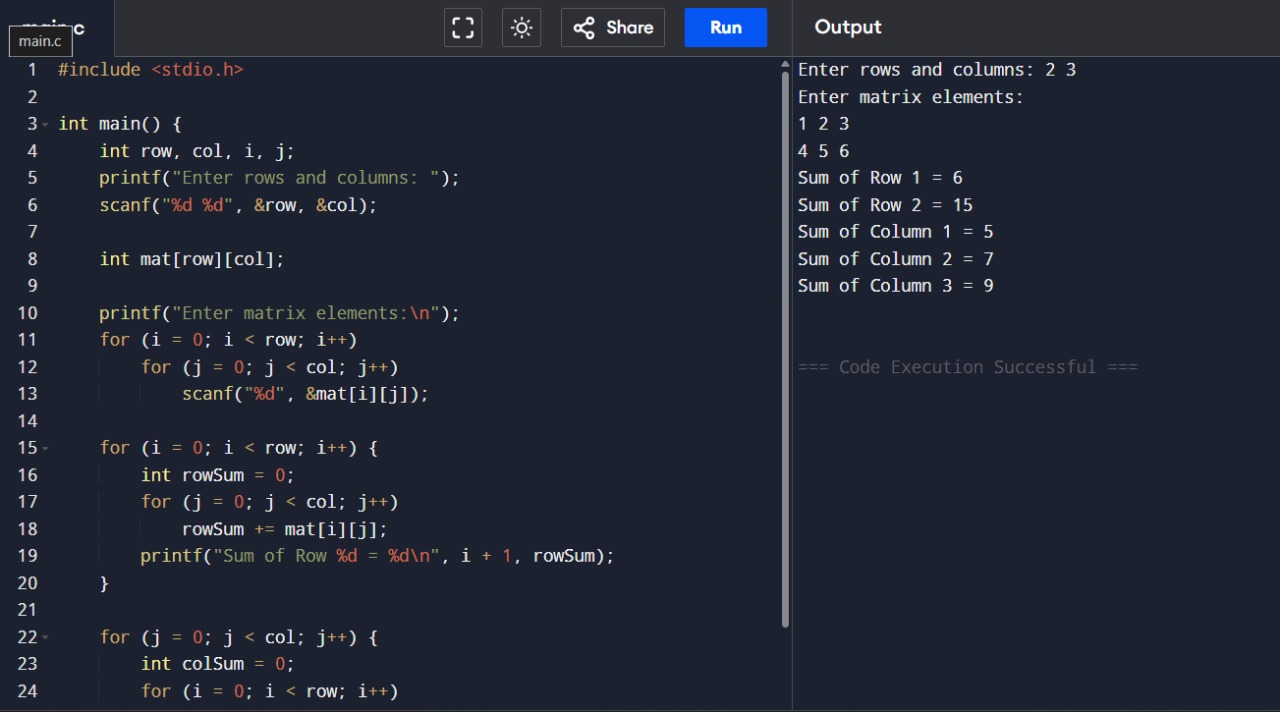 main.c
Share
Run
Output
1 #include <stdio.h>
2
3 int main() {
4     int row, col, i, j;
5     printf("Enter rows and columns: ");
6     scanf("%d %d", &row, &col);
7
8     int mat[row][col];
9
10     printf("Enter matrix elements:\n");
11     for (i = 0; i < row; i++)
12         for (j = 0; j < col; j++)
13             scanf("%d", &mat[i][j]);
14
15     for (i = 0; i < row; i++) {
16         int rowSum = 0;
17         for (j = 0; j < col; j++)
18             rowSum += mat[i][j];
19         printf("Sum of Row %d = %d\n", i + 1, rowSum);
20     }
21
22     for (j = 0; j < col; j++) {
23         int colSum = 0;
24         for (i = 0; i < row; i++)
Enter rows and columns: 2 3
Enter matrix elements:
1 2 3
4 5 6
Sum of Row 1 = 6
Sum of Row 2 = 15
Sum of Column 1 = 5
Sum of Column 2 = 7
Sum of Column 3 = 9
=== Code Execution Successful ===